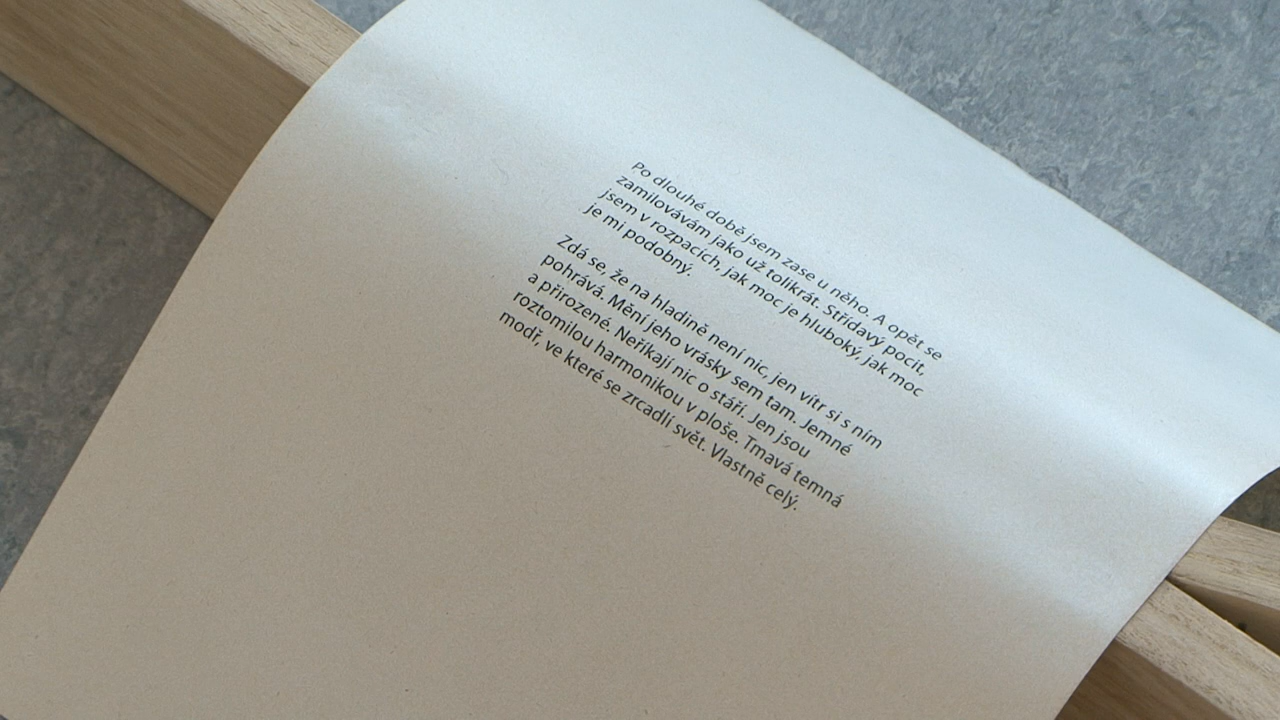 Po dlouhé době jsem zase u něho. A opět se
zamilovávám jako už tolikrát. Střídavý pocit,
jsem v rozpacích, jak moc je hluboký, jak moc
je mi podobný.
Zdá se, že na hladině není nic, jen vítr si s ním
pohrává. Mění jeho vrásky sem tam. Jemné
a přirozené. Neříkají nic o stáří. Jen jsou
roztomilou harmonikou v ploše. Tmavá temná
modř, ve které se zrcadlí svět. Vlastně celý.